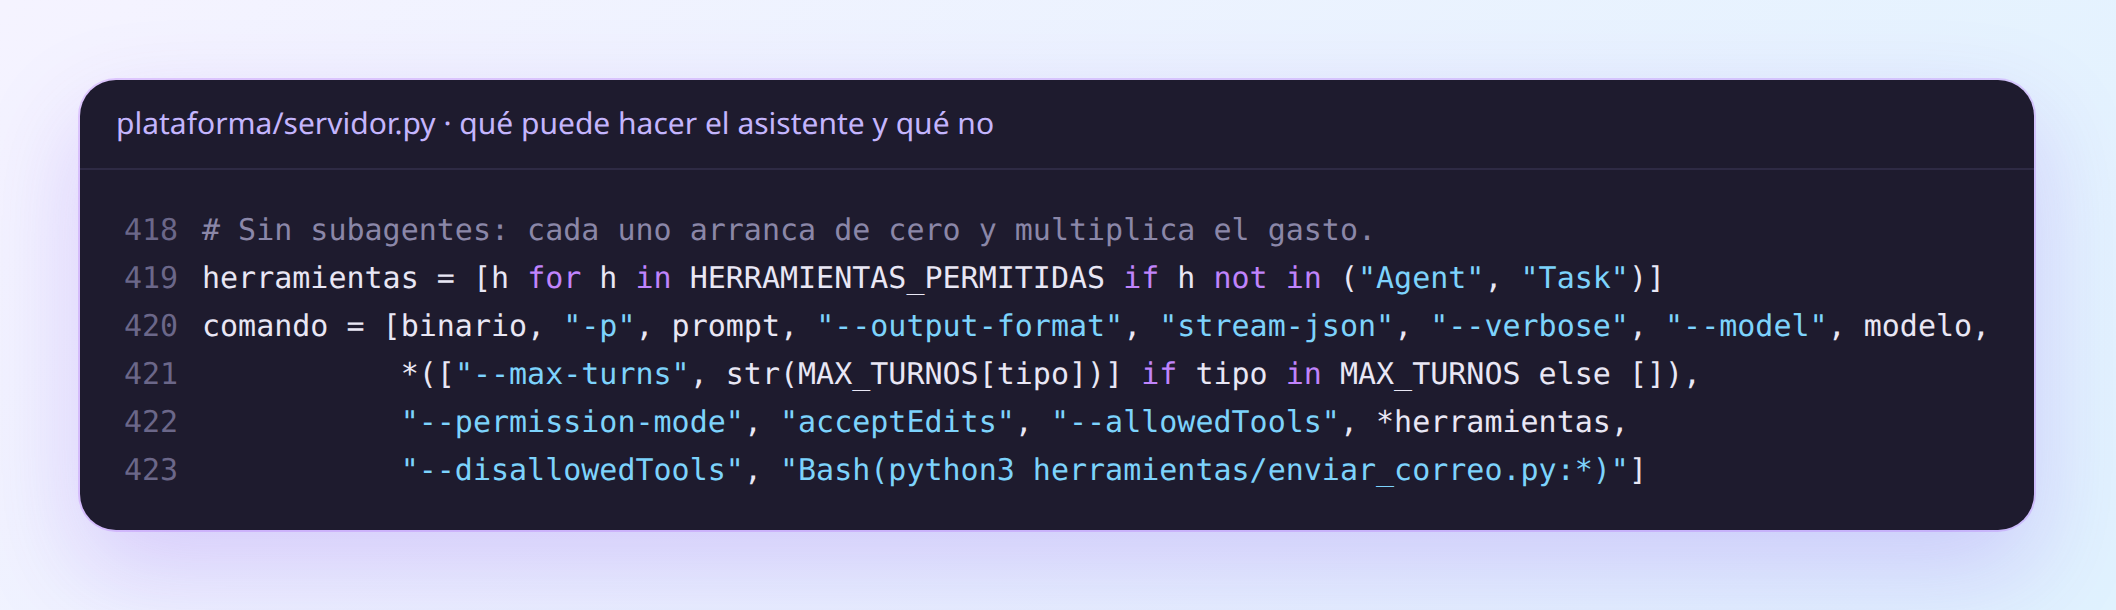 plataforma/servidor.py · qué puede hacer el asistente y qué no
418 # Sin subagentes: cada uno arranca de cero y multiplica el gasto.
419 herramientas = [h for h in HERRAMIENTAS_PERMITIDAS if h not in ("Agent", "Task")]
420 comando = [binario, "-p", prompt, "--output-format", "stream-json", "--verbose", "--model", modelo,
421            *(["--max-turns", str(MAX_TURNOS[tipo])] if tipo in MAX_TURNOS else []),
422            "--permission-mode", "acceptEdits", "--allowedTools", *herramientas,
423            "--disallowedTools", "Bash(python3 herramientas/enviar_correo.py:*)"]